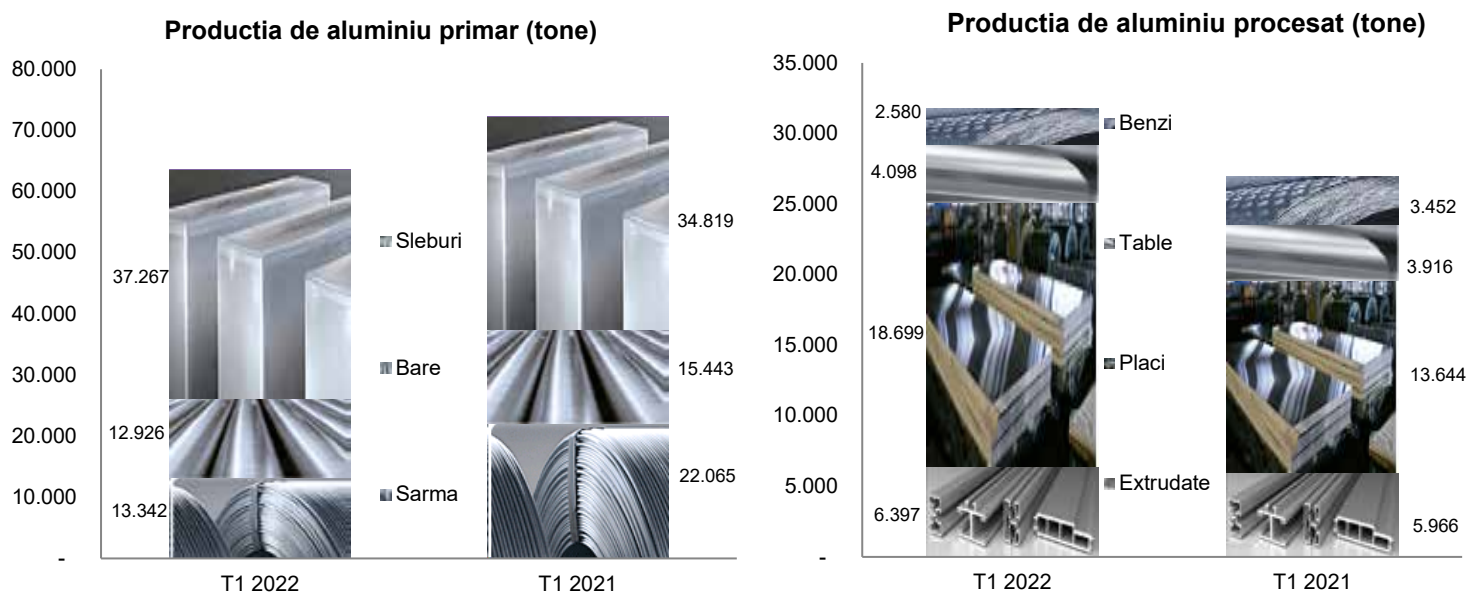 Productia de aluminiu primar (tone)
80.000
70.000
60.000
50.000
40.000
30.000
20.000
10.000
-
37.267
12.926
13.342
Sleburi
Bare
Sarma
34.819
15.443
22.065
T1 2022
T1 2021
Productia de aluminiu procesat (tone)
35.000
30.000
25.000
20.000
15.000
10.000
5.000
-
2.580
4.098
18.699
6.397
Benzi
Table
Placi
Extrudate
3.452
3.916
13.644
5.966
T1 2022
T1 2021